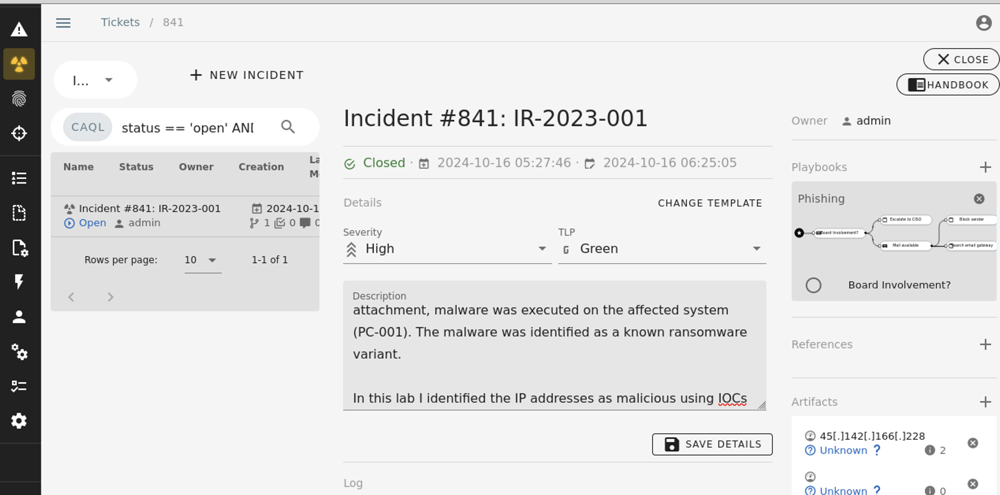 Tickets / 841
I...
+ NEW INCIDENT
CAQL status == 'open' AND
Name Status Owner Creation La
M
Incident #841: IR-2023-001 2024-10-1
Open admin 1 0 0
Rows per page: 10 1-1 of 1
CLOSE
HANDBOOK
Incident #841: IR-2023-001
Closed · 2024-10-16 05:27:46 · 2024-10-16 06:25:05
Details CHANGE TEMPLATE
Severity TLP
High G Green
Description
attachment, malware was executed on the affected system
(PC-001). The malware was identified as a known ransomware
variant.
In this lab I identified the IP addresses as malicious using IOCs
SAVE DETAILS
Log
Owner admin
Playbooks +
Phishing
Escalate to CISO Block sender
Board Involvement?
Mail available Search email gateway
Board Involvement?
References +
Artifacts +
45[.]142[.]166[.]228
Unknown ? 2
Unknown ? 0